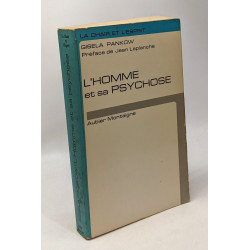 LA CHAIR ET L'ESPRIT
GISELA PANKOW
Préface de Jean Laplanche
L'HOMME
et sa PSYCHOSE
Aubier Montaigne